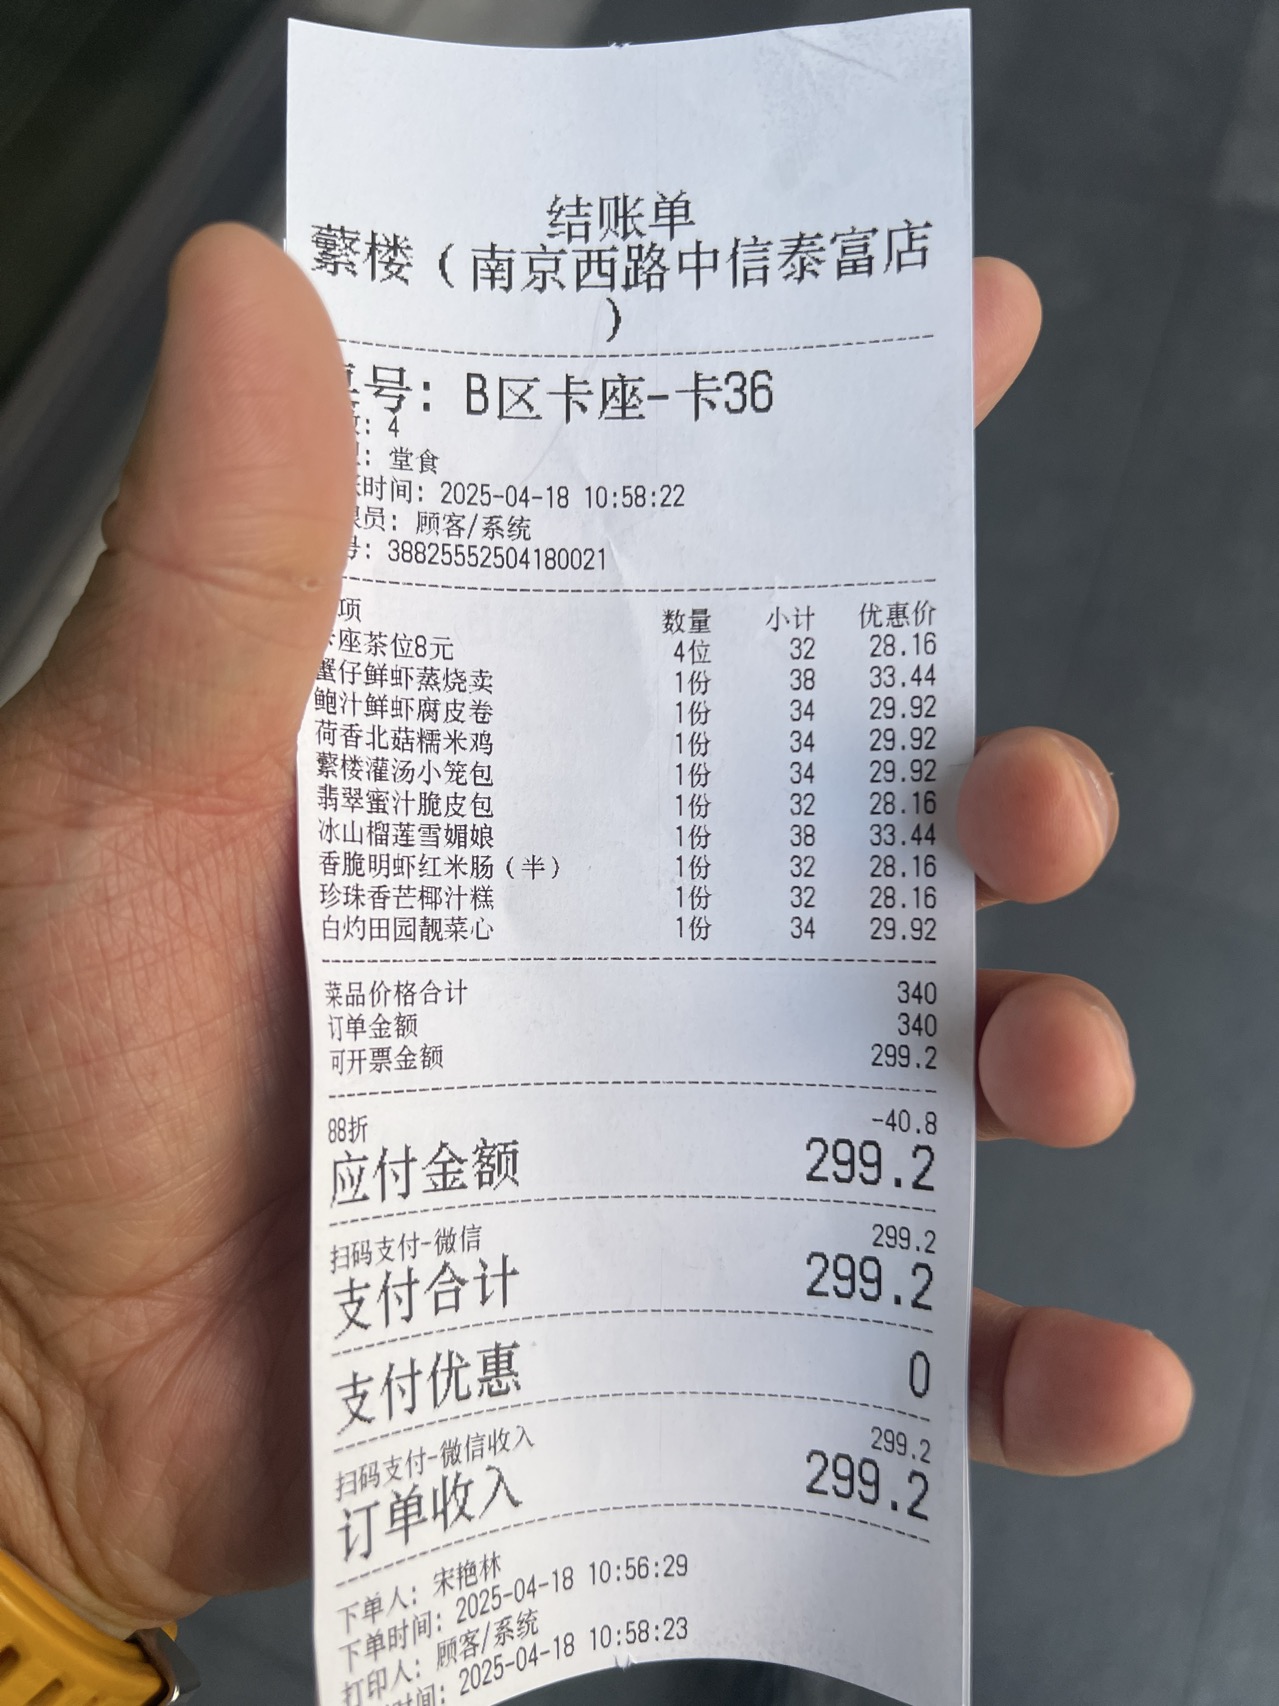 结账单
蘩楼（南京西路中信泰富店
）
号：B区卡座-卡36
：4
：堂食
时间：2025-04-18 10:58:22
员：顾客/系统
号：38825552504180021
项 数量 小计 优惠价
座茶位8元 4位 32 28.16
蟹仔鲜虾蒸烧卖 1份 38 33.44
鲍汁鲜虾腐皮卷 1份 34 29.92
荷香北菇糯米鸡 1份 34 29.92
蘩楼灌汤小笼包 1份 34 29.92
翡翠蜜汁脆皮包 1份 32 28.16
冰山榴莲雪媚娘 1份 38 33.44
香脆明虾红米肠（半） 1份 32 28.16
珍珠香芒椰汁糕 1份 32 28.16
白灼田园靓菜心 1份 34 29.92
菜品价格合计 340
订单金额 340
可开票金额 299.2
88折 -40.8
应付金额 299.2
扫码支付-微信 299.2
支付合计 299.2
支付优惠 0
扫码支付-微信收入 299.2
订单收入 299.2
下单人：宋艳林
下单时间：2025-04-18 10:56:29
打印人：顾客/系统
时间：2025-04-18 10:58:23